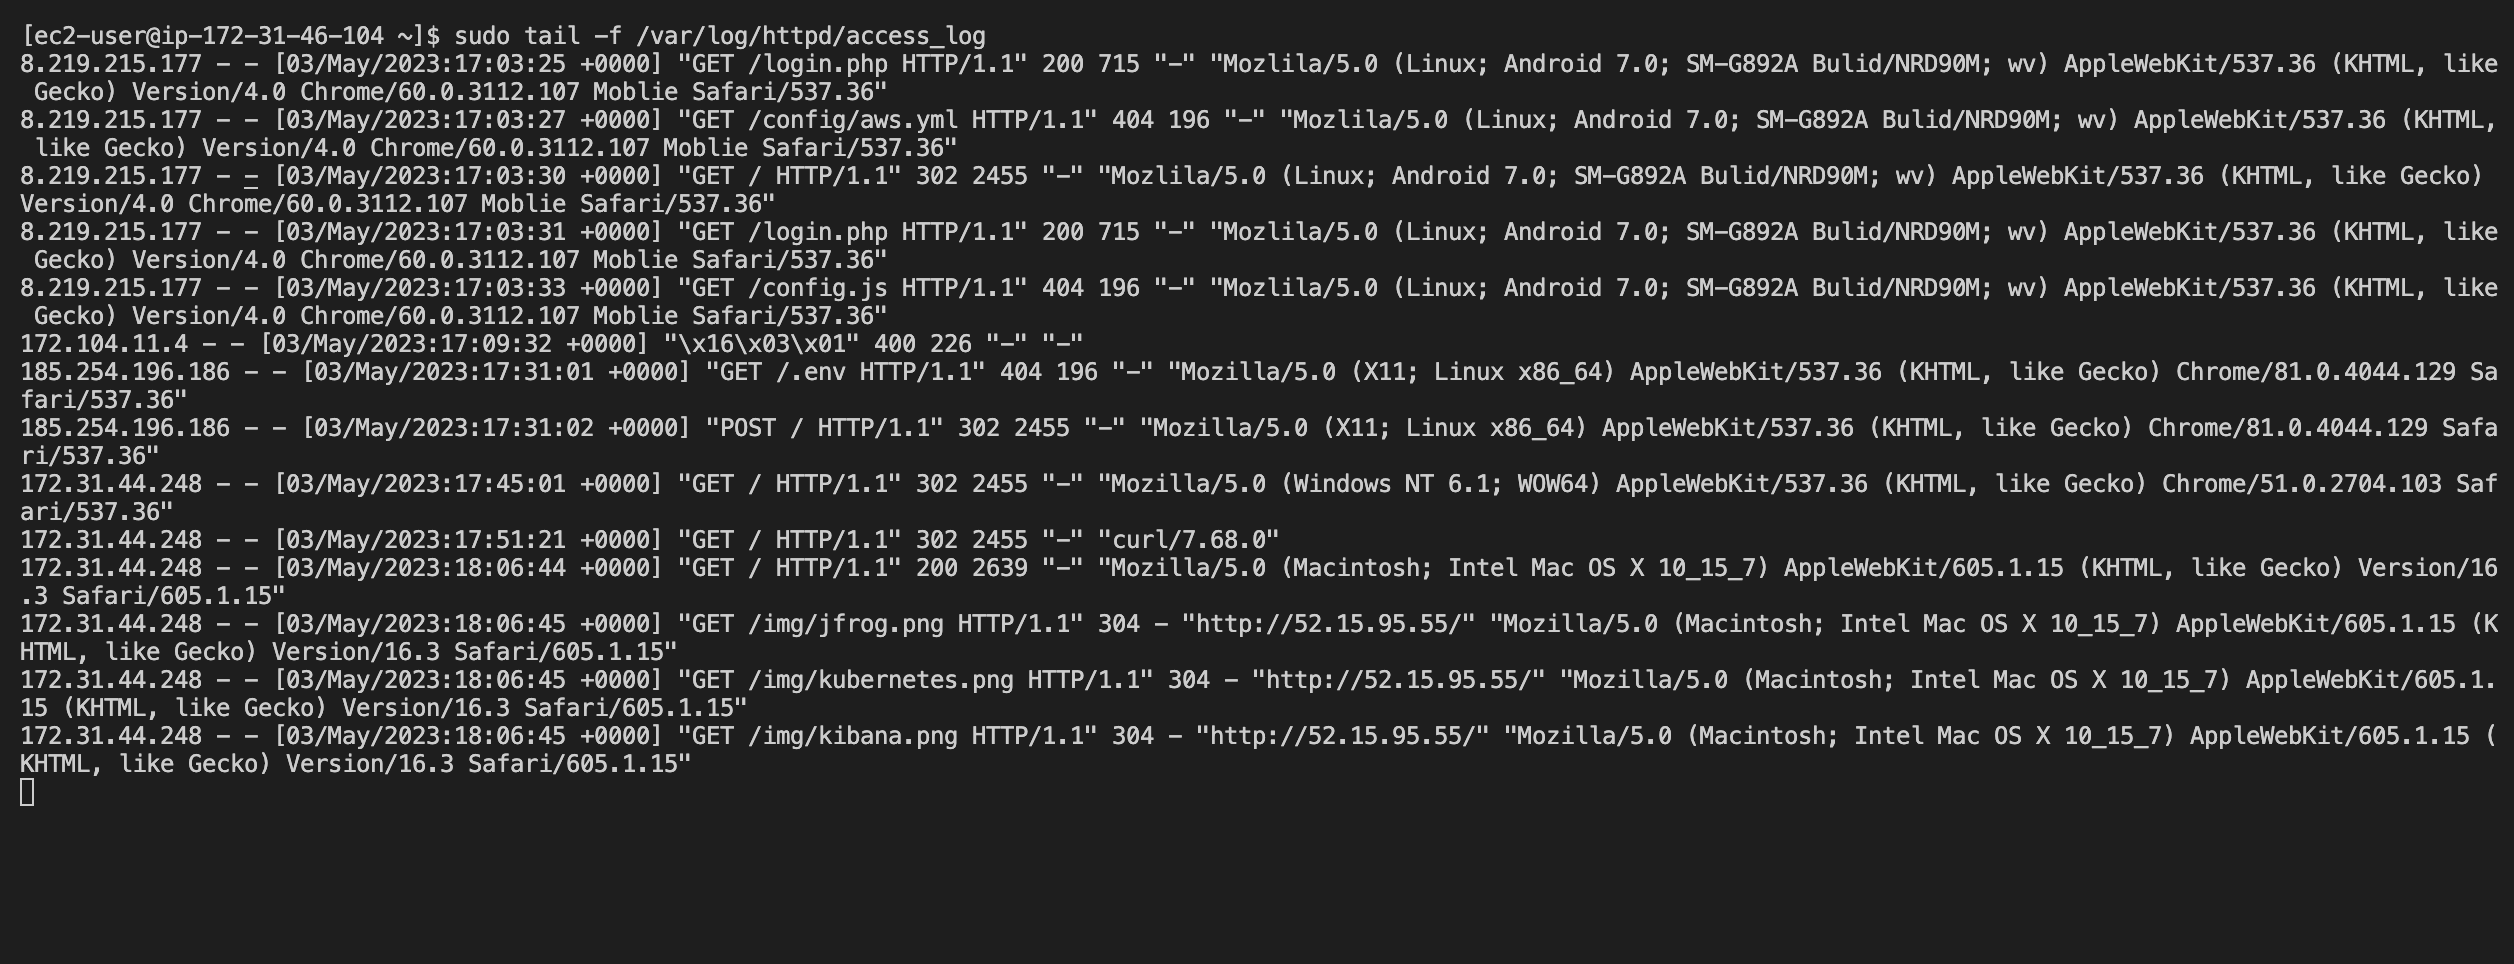 [ec2-user@ip-172-31-46-104 ~]$ sudo tail -f /var/log/httpd/access_log
8.219.215.177 - - [03/May/2023:17:03:25 +0000] "GET /login.php HTTP/1.1" 200 715 "-" "Mozlila/5.0 (Linux; Android 7.0; SM-G892A Bulid/NRD90M; wv) AppleWebKit/537.36 (KHTML, like
 Gecko) Version/4.0 Chrome/60.0.3112.107 Moblie Safari/537.36"
8.219.215.177 - - [03/May/2023:17:03:27 +0000] "GET /config/aws.yml HTTP/1.1" 404 196 "-" "Mozlila/5.0 (Linux; Android 7.0; SM-G892A Bulid/NRD90M; wv) AppleWebKit/537.36 (KHTML,
 like Gecko) Version/4.0 Chrome/60.0.3112.107 Moblie Safari/537.36"
8.219.215.177 - - [03/May/2023:17:03:30 +0000] "GET / HTTP/1.1" 302 2455 "-" "Mozlila/5.0 (Linux; Android 7.0; SM-G892A Bulid/NRD90M; wv) AppleWebKit/537.36 (KHTML, like Gecko)
Version/4.0 Chrome/60.0.3112.107 Moblie Safari/537.36"
8.219.215.177 - - [03/May/2023:17:03:31 +0000] "GET /login.php HTTP/1.1" 200 715 "-" "Mozlila/5.0 (Linux; Android 7.0; SM-G892A Bulid/NRD90M; wv) AppleWebKit/537.36 (KHTML, like
 Gecko) Version/4.0 Chrome/60.0.3112.107 Moblie Safari/537.36"
8.219.215.177 - - [03/May/2023:17:03:33 +0000] "GET /config.js HTTP/1.1" 404 196 "-" "Mozlila/5.0 (Linux; Android 7.0; SM-G892A Bulid/NRD90M; wv) AppleWebKit/537.36 (KHTML, like
 Gecko) Version/4.0 Chrome/60.0.3112.107 Moblie Safari/537.36"
172.104.11.4 - - [03/May/2023:17:09:32 +0000] "\x16\x03\x01" 400 226 "-" "-"
185.254.196.186 - - [03/May/2023:17:31:01 +0000] "GET /.env HTTP/1.1" 404 196 "-" "Mozilla/5.0 (X11; Linux x86_64) AppleWebKit/537.36 (KHTML, like Gecko) Chrome/81.0.4044.129 Sa
fari/537.36"
185.254.196.186 - - [03/May/2023:17:31:02 +0000] "POST / HTTP/1.1" 302 2455 "-" "Mozilla/5.0 (X11; Linux x86_64) AppleWebKit/537.36 (KHTML, like Gecko) Chrome/81.0.4044.129 Safa
ri/537.36"
172.31.44.248 - - [03/May/2023:17:45:01 +0000] "GET / HTTP/1.1" 302 2455 "-" "Mozilla/5.0 (Windows NT 6.1; WOW64) AppleWebKit/537.36 (KHTML, like Gecko) Chrome/51.0.2704.103 Saf
ari/537.36"
172.31.44.248 - - [03/May/2023:17:51:21 +0000] "GET / HTTP/1.1" 302 2455 "-" "curl/7.68.0"
172.31.44.248 - - [03/May/2023:18:06:44 +0000] "GET / HTTP/1.1" 200 2639 "-" "Mozilla/5.0 (Macintosh; Intel Mac OS X 10_15_7) AppleWebKit/605.1.15 (KHTML, like Gecko) Version/16
.3 Safari/605.1.15"
172.31.44.248 - - [03/May/2023:18:06:45 +0000] "GET /img/jfrog.png HTTP/1.1" 304 - "http://52.15.95.55/" "Mozilla/5.0 (Macintosh; Intel Mac OS X 10_15_7) AppleWebKit/605.1.15 (K
HTML, like Gecko) Version/16.3 Safari/605.1.15"
172.31.44.248 - - [03/May/2023:18:06:45 +0000] "GET /img/kubernetes.png HTTP/1.1" 304 - "http://52.15.95.55/" "Mozilla/5.0 (Macintosh; Intel Mac OS X 10_15_7) AppleWebKit/605.1.
15 (KHTML, like Gecko) Version/16.3 Safari/605.1.15"
172.31.44.248 - - [03/May/2023:18:06:45 +0000] "GET /img/kibana.png HTTP/1.1" 304 - "http://52.15.95.55/" "Mozilla/5.0 (Macintosh; Intel Mac OS X 10_15_7) AppleWebKit/605.1.15 (
KHTML, like Gecko) Version/16.3 Safari/605.1.15"